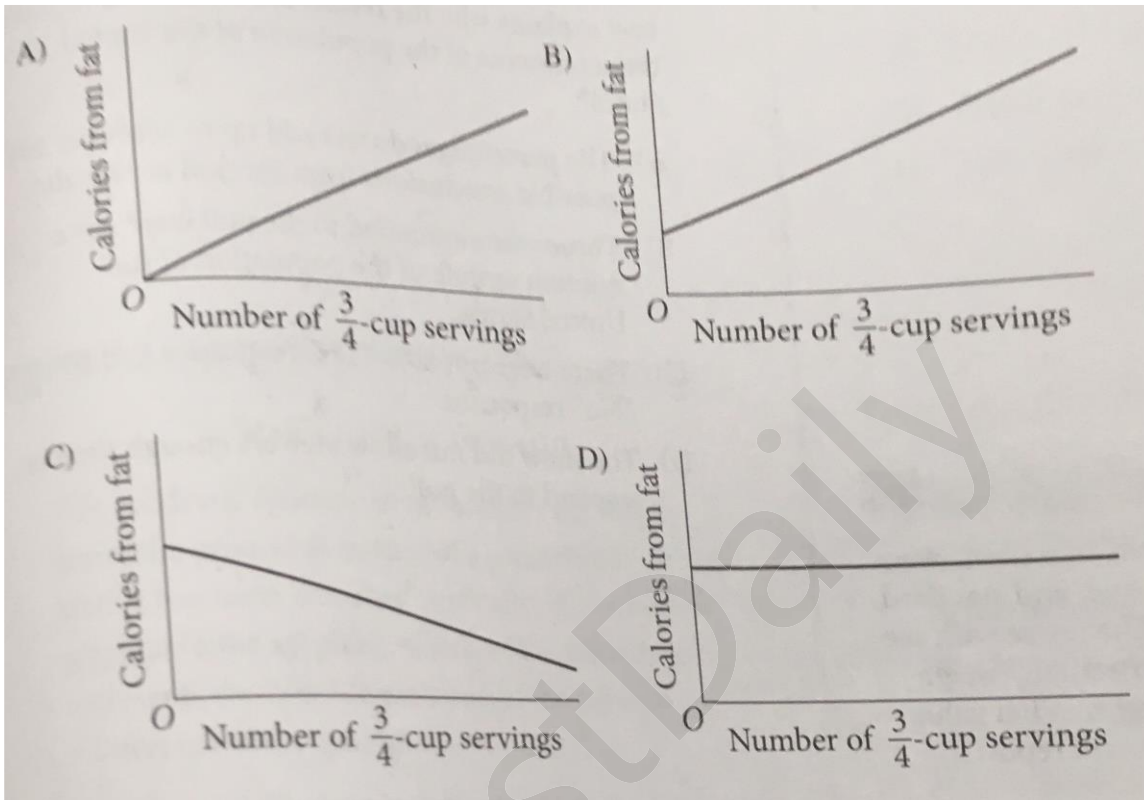 A)
Calories from fat
O
Number of 3/4-cup servings
B)
Calories from fat
O
Number of 3/4-cup servings
C)
Calories from fat
O
Number of 3/4-cup servings
D)
Calories from fat
O
Number of 3/4-cup servings
stDaily